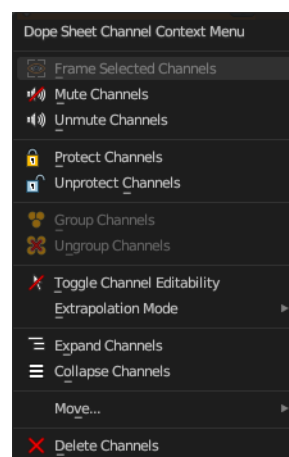 Dope Sheet Channel Context Menu
Frame Selected Channels
Mute Channels
Unmute Channels
Protect Channels
Unprotect Channels
Group Channels
Ungroup Channels
Toggle Channel Editability
Extrapolation Mode
Expand Channels
Collapse Channels
Move...
Delete Channels